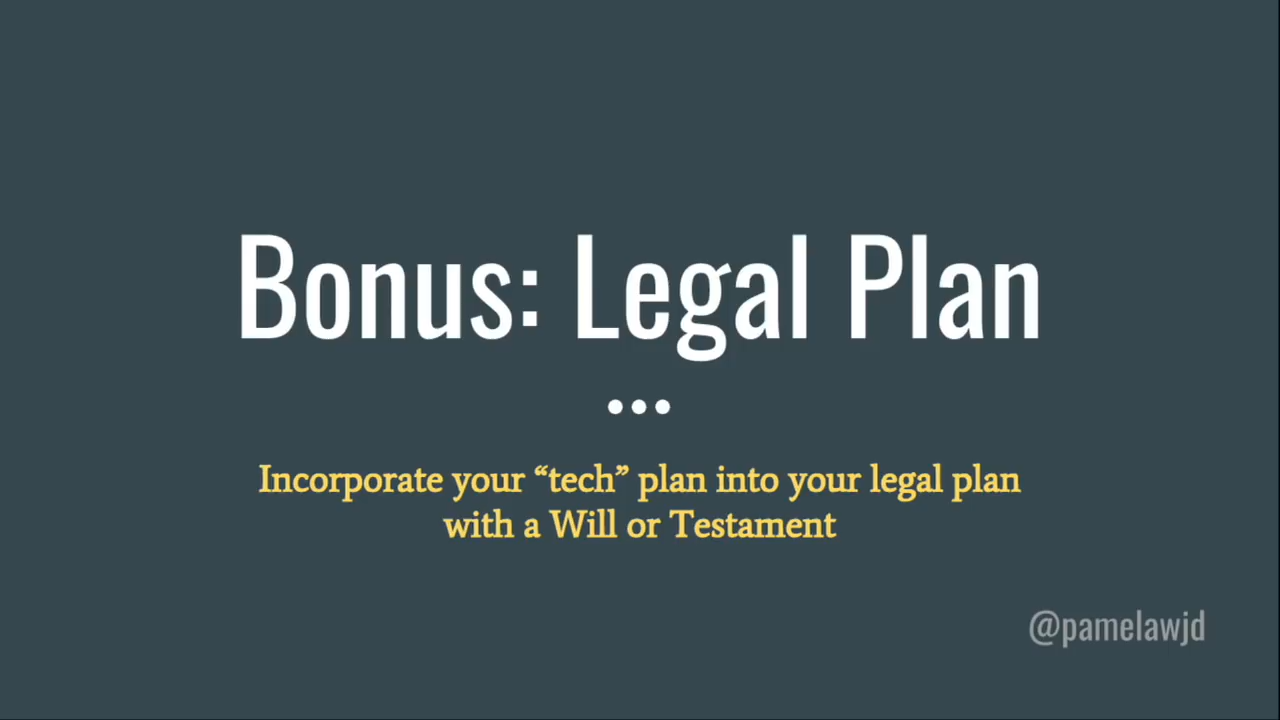 Bonus: Legal Plan
Incorporate your “tech” plan into your legal plan
with a Will or Testament
@pamelawjd